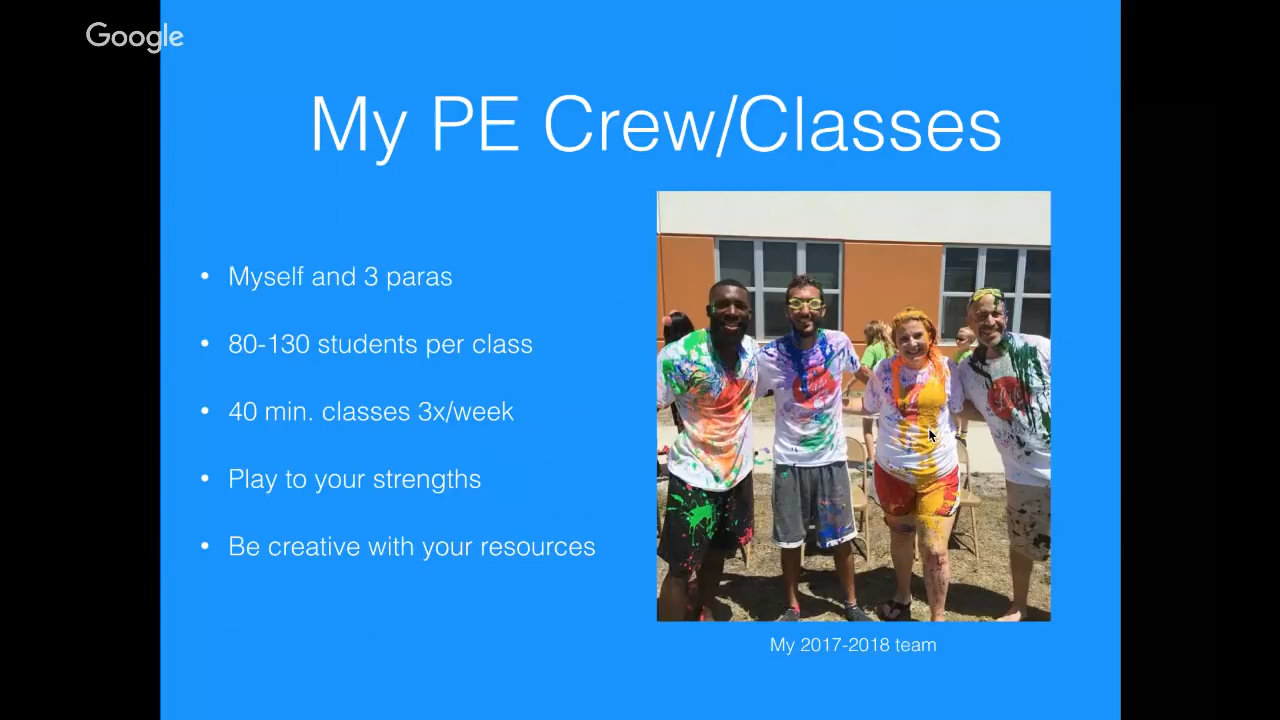 Google
My PE Crew/Classes
• Myself and 3 paras
• 80-130 students per class
• 40 min. classes 3x/week
• Play to your strengths
• Be creative with your resources
My 2017-2018 team